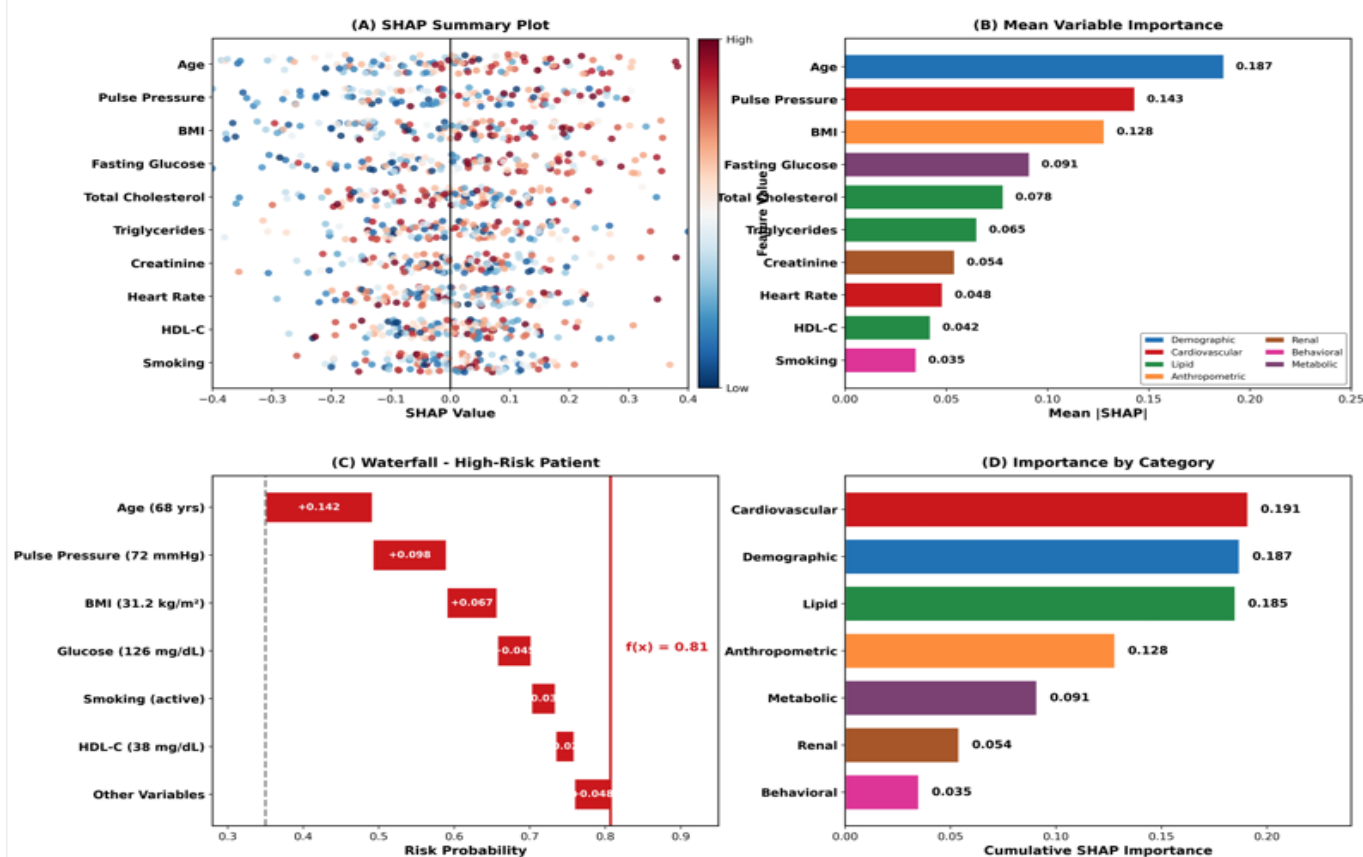 (A) SHAP Summary Plot
Age
Pulse Pressure
BMI
Fasting Glucose
Total Cholesterol
Triglycerides
Creatinine
Heart Rate
HDL-C
Smoking
−0.4 −0.3 −0.2 −0.1 0.0 0.1 0.2 0.3 0.4
SHAP Value
High
Low
Feature Value
(B) Mean Variable Importance
Age 0.187
Pulse Pressure 0.143
BMI 0.128
Fasting Glucose 0.091
Total Cholesterol 0.078
Triglycerides 0.065
Creatinine 0.054
Heart Rate 0.048
HDL-C 0.042
Smoking 0.035
Demographic
Cardiovascular
Lipid
Anthropometric
Renal
Behavioral
Metabolic
0.00 0.05 0.10 0.15 0.20 0.25
Mean |SHAP|
(C) Waterfall - High-Risk Patient
Age (68 yrs) +0.142
Pulse Pressure (72 mmHg) +0.098
BMI (31.2 kg/m²) +0.067
Glucose (126 mg/dL)
f(x) = 0.81
Smoking (active)
HDL-C (38 mg/dL)
Other Variables +0.048
0.3 0.4 0.5 0.6 0.7 0.8 0.9
Risk Probability
(D) Importance by Category
Cardiovascular 0.191
Demographic 0.187
Lipid 0.185
Anthropometric 0.128
Metabolic 0.091
Renal 0.054
Behavioral 0.035
0.00 0.05 0.10 0.15 0.20
Cumulative SHAP Importance